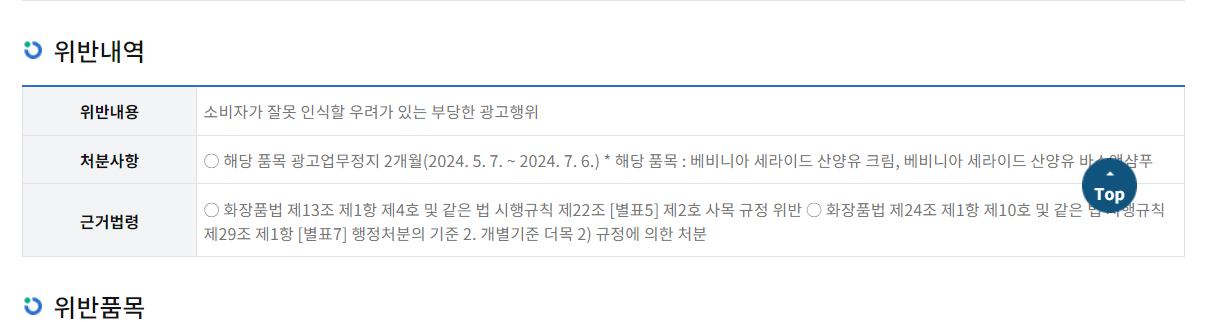 위반내역
위반내용 소비자가 잘못 인식할 우려가 있는 부당한 광고행위
처분사항 ○ 해당 품목 광고업무정지 2개월(2024. 5. 7. ~ 2024. 7. 6.) * 해당 품목 : 베비니아 세라이드 산양유 크림, 베비니아 세라이드 산양유 바스앤샴푸
Top
근거법령 ○ 화장품법 제13조 제1항 제4호 및 같은 법 시행규칙 제22조 [별표5] 제2호 사목 규정 위반 ○ 화장품법 제24조 제1항 제10호 및 같은 법 시행규칙
제29조 제1항 [별표7] 행정처분의 기준 2. 개별기준 더목 2) 규정에 의한 처분
위반품목